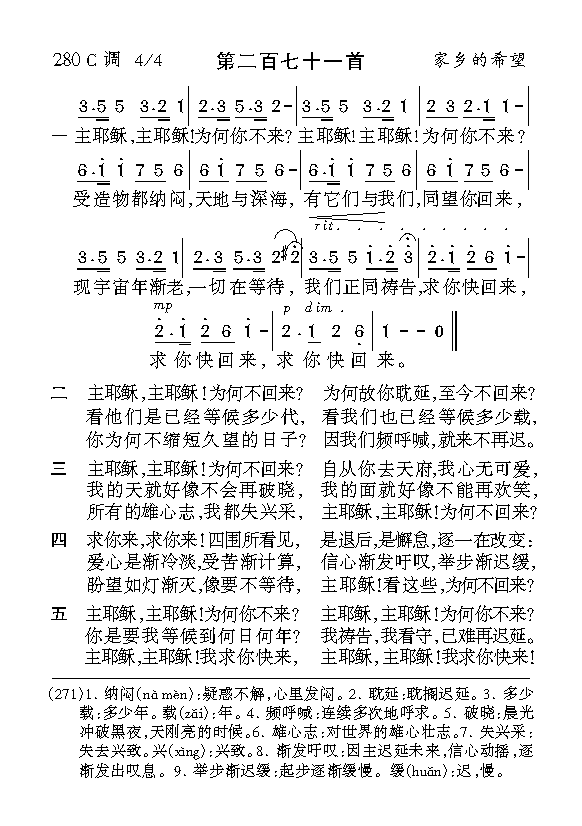 280 C 调 4/4 第二百七十一首 家乡的希望
3·5 5 3·2 1 | 2·3 5·3 2 - | 3·5 5 3·2 1 | 2 3 2·1 1 - |
一 主耶稣,主耶稣!为何你不来?主耶稣!主耶稣!为何你不来?
6·1 1 7 5 6 | 6 1 7 5 6 - | 6·1 1 7 5 6 | 6 1 7 5 6 - |
受造物都纳闷,天地与深海,有它们与我们,同望你回来,
rit. . . . . . . . .
3·5 5 3·2 1 | 2·3 5·3 2 #2 | 3·5 5 1·2 3 | 2·1 2 6 1 - |
现宇宙年渐老,一切在等待,我们正同祷告,求你快回来,
mp p dim .
2·1 2 6 1 - | 2·1 2 6 | 1 - - 0 ‖
求你快回来,求你快回来。
二 主耶稣,主耶稣!为何不回来? 为何故你耽延,至今不回来?
看他们是已经等候多少代, 看我们也已经等候多少载,
你为何不缩短久望的日子? 因我们频呼喊,就来不再迟。
三 主耶稣,主耶稣!为何不回来? 自从你去天府,我心无可爱,
我的天就好像不会再破晓, 我的面就好像不能再欢笑,
所有的雄心志,我都失兴采, 主耶稣,主耶稣!为何不回来?
四 求你来,求你来!四围所看见, 是退后,是懈怠,逐一在改变:
爱心是渐冷淡,受苦渐计算, 信心渐发吁叹,举步渐迟缓,
盼望如灯渐灭,像要不等待, 主耶稣!看这些,为何不回来?
五 主耶稣,主耶稣!为何你不来? 主耶稣,主耶稣!为何你不来?
你是要我等候到何日何年? 我祷告,我看守,已难再迟延。
主耶稣,主耶稣!我求你快来, 主耶稣,主耶稣!我求你快来!
(271)1. 纳闷(nà mèn):疑惑不解,心里发闷。2. 耽延:耽搁迟延。3. 多少
载:多少年。载(zǎi):年。4. 频呼喊:连续多次地呼求。5. 破晓:晨光
冲破黑夜,天刚亮的时候。6. 雄心志:对世界的雄心壮志。7. 失兴采:
失去兴致。兴(xìng):兴致。8. 渐发吁叹:因主迟延未来,信心动摇,逐
渐发出叹息。 9. 举步渐迟缓:起步逐渐缓慢。 缓(huǎn):迟,慢。